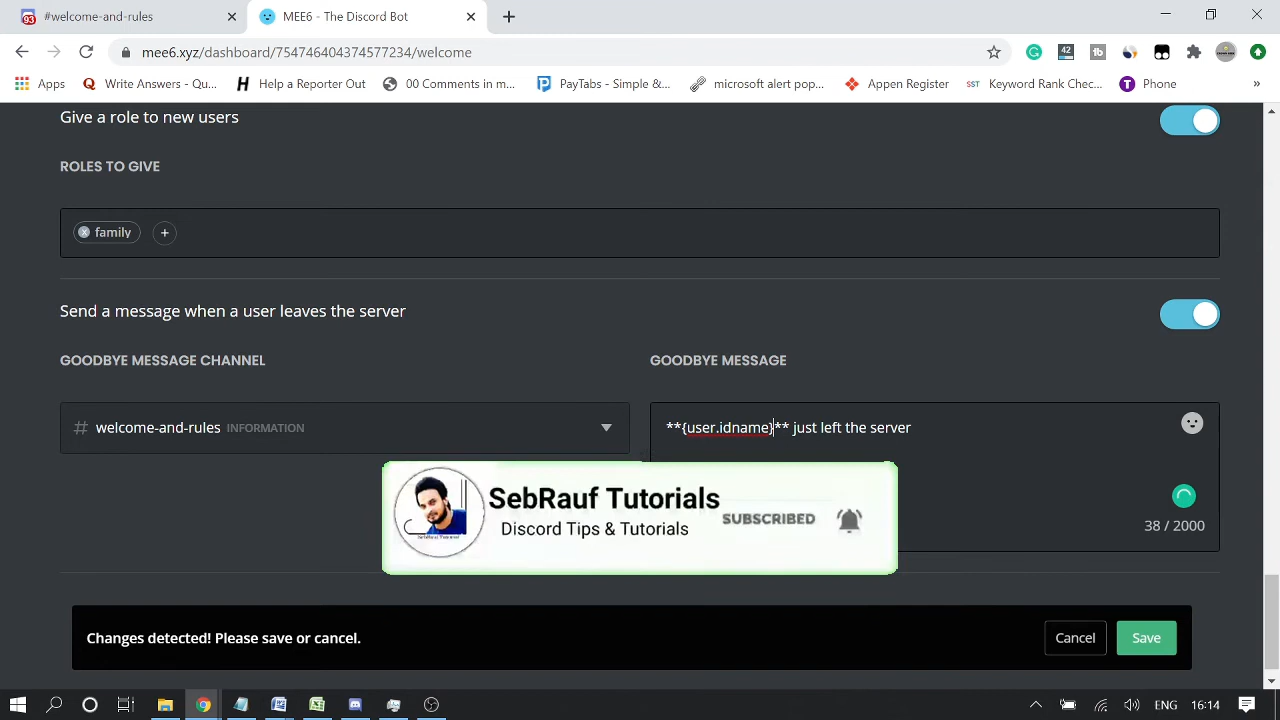 93
#welcome-and-rules
MEE6 - The Discord Bot
mee6.xyz/dashboard/754746404374577234/welcome
42
tb
Apps
Write Answers - Qu...
Help a Reporter Out
00 Comments in m...
PayTabs - Simple &...
microsoft alert pop...
Appen Register
SST Keyword Rank Chec...
Phone
»
Give a role to new users
ROLES TO GIVE
x family +
Send a message when a user leaves the server
GOODBYE MESSAGE CHANNEL
GOODBYE MESSAGE
# welcome-and-rules INFORMATION
**{user.idname}** just left the server
SebRauf Tutorials
Discord Tips & Tutorials
SUBSCRIBED
38 / 2000
Changes detected! Please save or cancel.
Cancel
Save
ENG
16:14